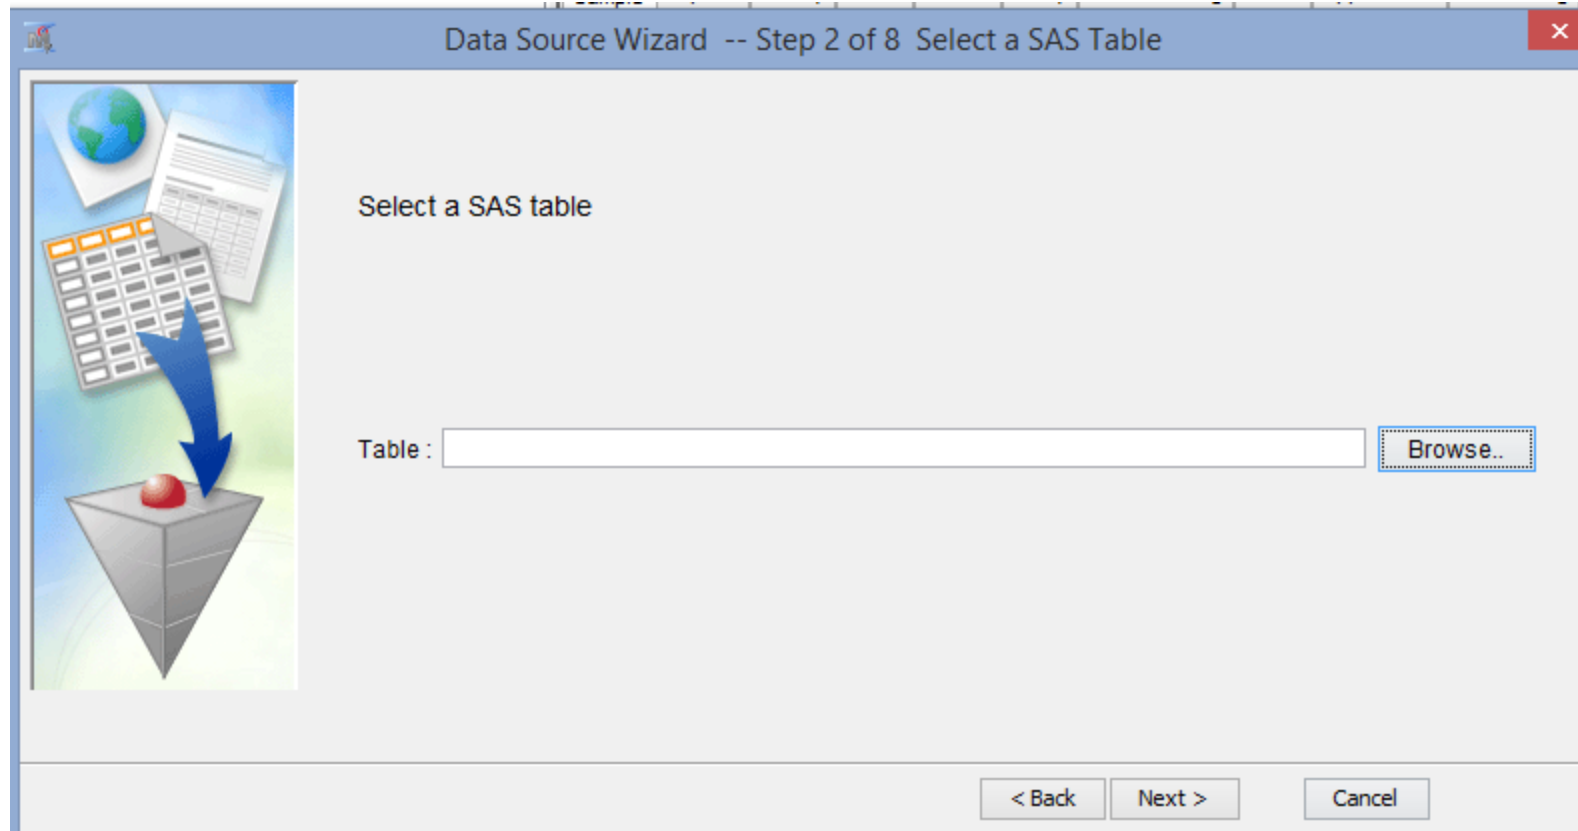 Data Source Wizard -- Step 2 of 8 Select a SAS Table
Select a SAS table
Table :
Browse..
< Back
Next >
Cancel